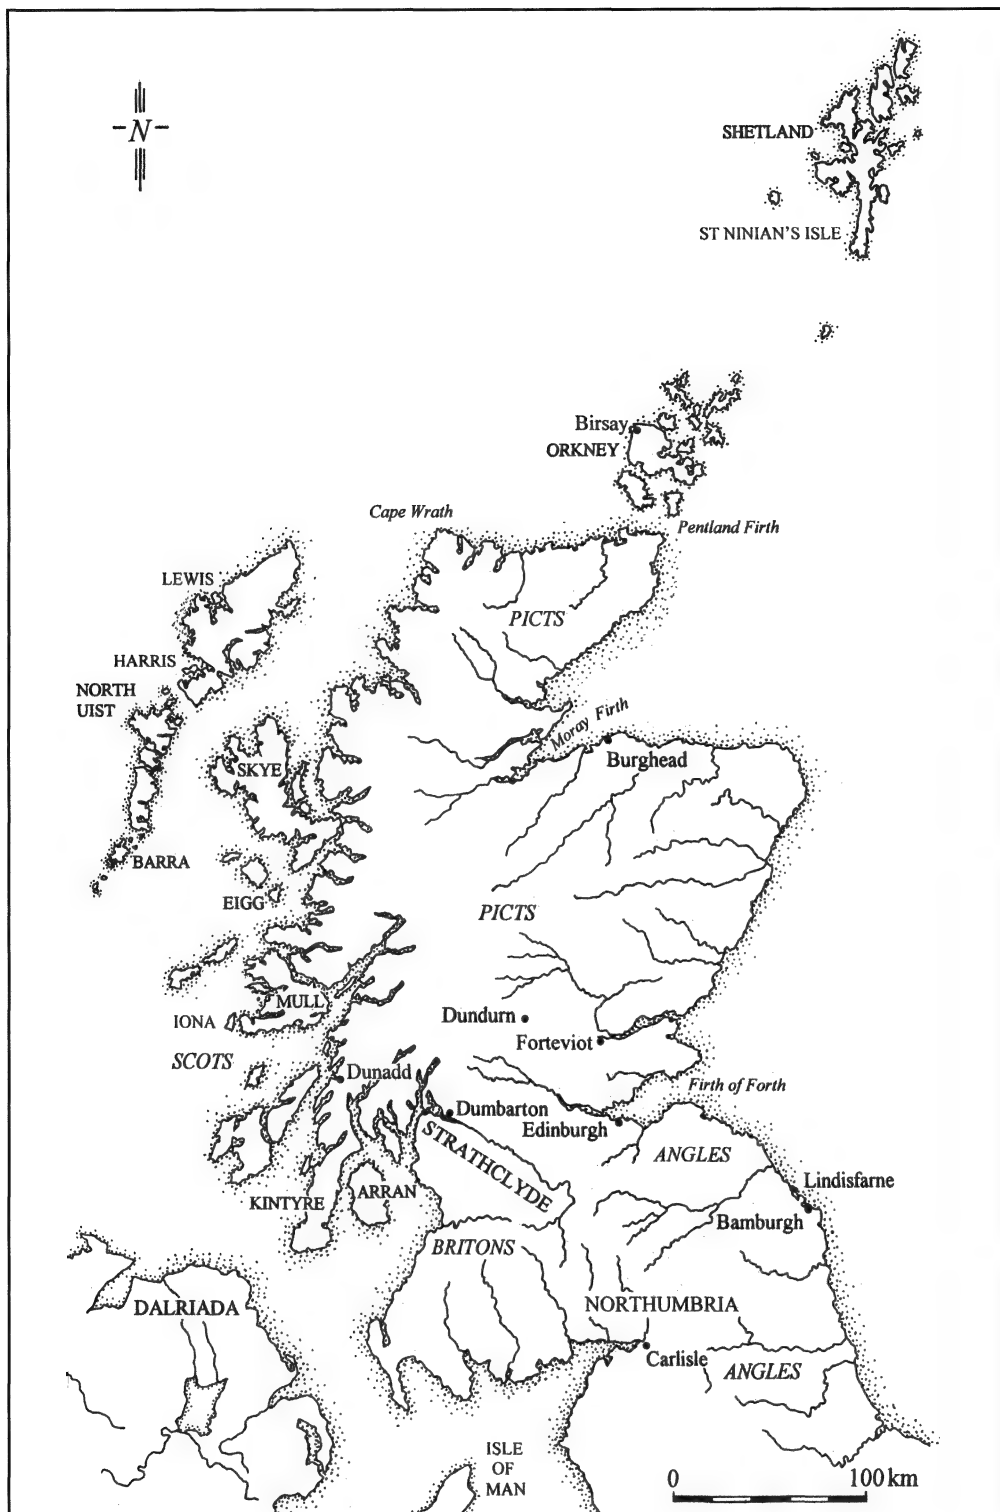 N
SHETLAND
ST NINIAN'S ISLE
Birsay
ORKNEY
Cape Wrath
Pentland Firth
LEWIS
PICTS
HARRIS
NORTH
UIST
Moray Firth
SKYE
Burghead
BARRA
EIGG
PICTS
MULL
IONA
Dundurn
Forteviot
SCOTS
Dunadd
Firth of Forth
Dumbarton
Edinburgh
STRATHCLYDE
ANGLES
Lindisfarne
KINTYRE
ARRAN
Bamburgh
BRITONS
DALRIADA
NORTHUMBRIA
Carlisle
ANGLES
ISLE
OF
MAN
0 100 km